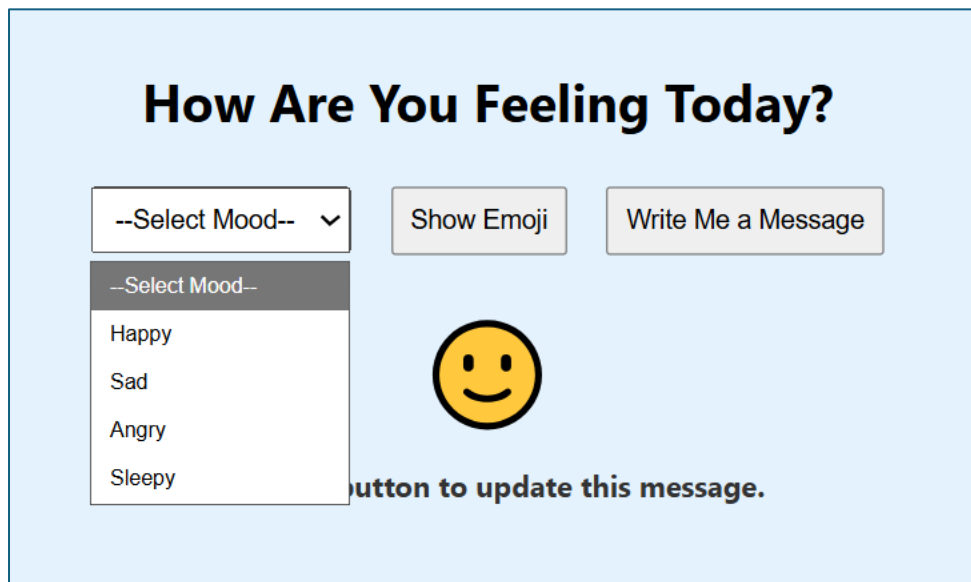 How Are You Feeling Today?
--Select Mood-- Show Emoji Write Me a Message
--Select Mood--
Happy
Sad
Angry
Sleepy
button to update this message.